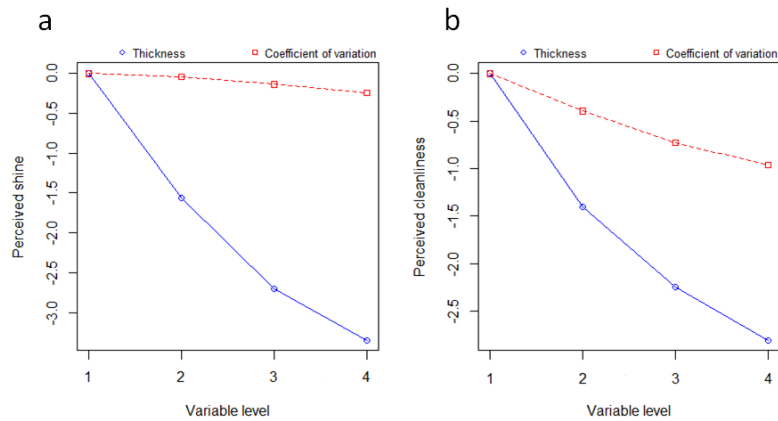 a
Thickness Coefficient of variation
0.0
-0.5
-1.0
-1.5
-2.0
-2.5
-3.0
Perceived shine
1 2 3 4
Variable level
b
Thickness Coefficient of variation
0.0
-0.5
-1.0
-1.5
-2.0
-2.5
Perceived cleanliness
1 2 3 4
Variable level